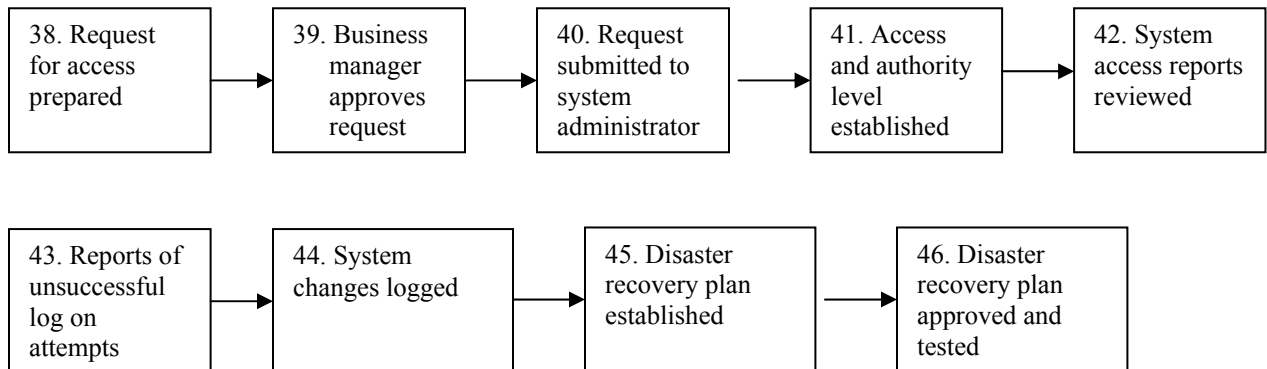 38. Request
for access
prepared
39. Business
manager
approves
request
40. Request
submitted to
system
administrator
41. Access
and authority
level
established
42. System
access reports
reviewed
43. Reports of
unsuccessful
log on
attempts
44. System
changes logged
45. Disaster
recovery plan
established
46. Disaster
recovery plan
approved and
tested